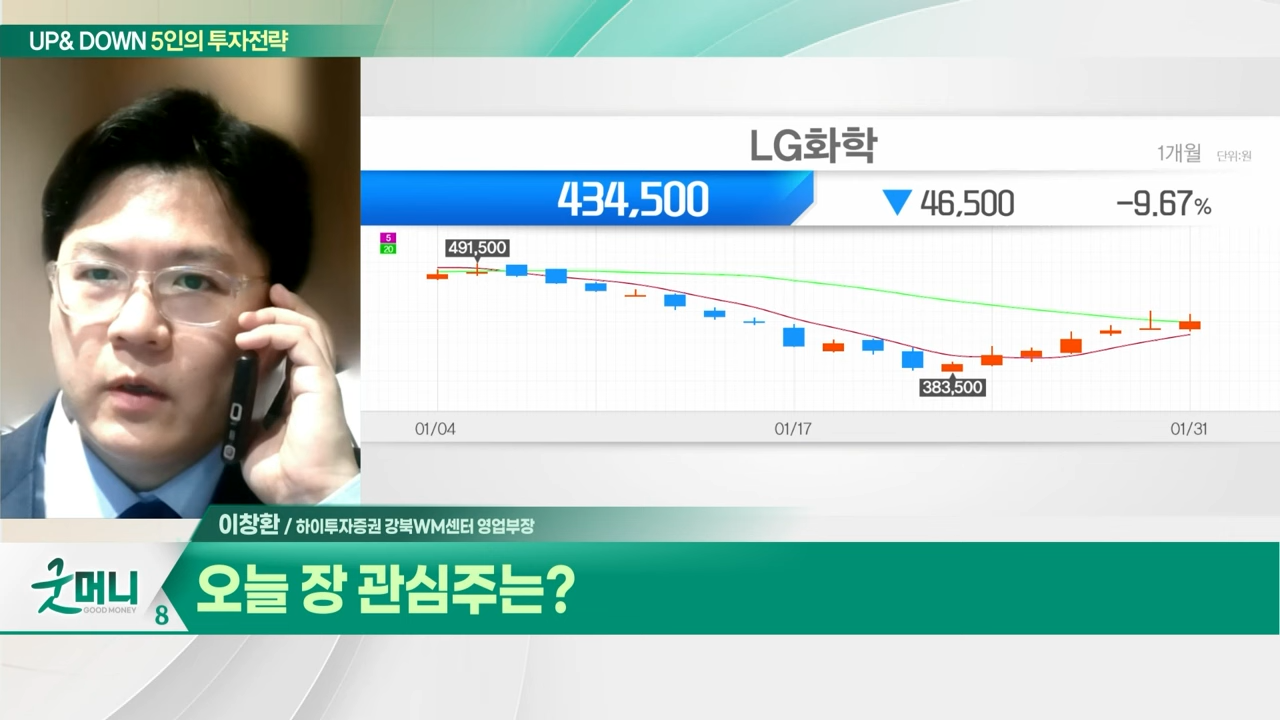 UP& DOWN 5인의 투자전략
LG화학
1개월 단위:원
434,500 ▼ 46,500 -9.67%
5
20
491,500
383,500
01/04 01/17 01/31
이창환 / 하이투자증권 강북WM센터 영업부장
굿머니
GOOD MONEY
8
오늘 장 관심주는?